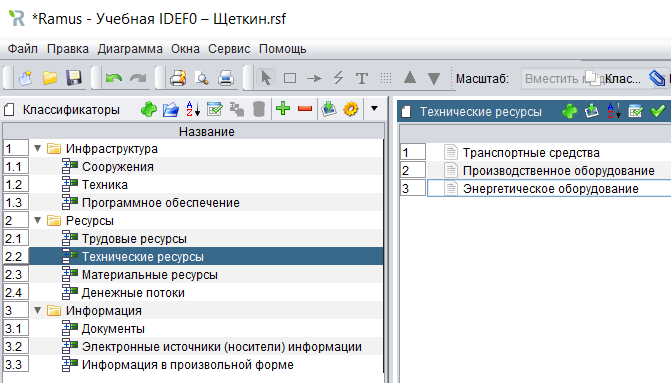 *Ramus - Учебная IDEF0 – Щеткин.rsf
Файл Правка Диаграмма Окна Сервис Помощь
Масштаб: Вместить Клас...
Классификаторы
Название
1 Инфраструктура
1.1 Сооружения
1.2 Техника
1.3 Программное обеспечение
2 Ресурсы
2.1 Трудовые ресурсы
2.2 Технические ресурсы
2.3 Материальные ресурсы
2.4 Денежные потоки
3 Информация
3.1 Документы
3.2 Электронные источники (носители) информации
3.3 Информация в произвольной форме
Технические ресурсы
1 Транспортные средства
2 Производственное оборудование
3 Энергетическое оборудование